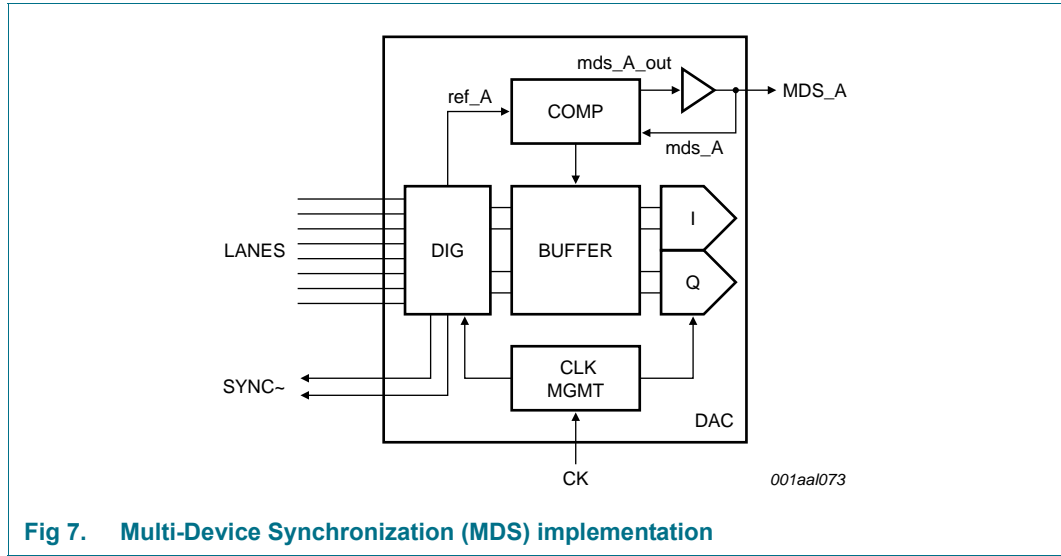 mds_A_out
MDS_A
ref_A
COMP
mds_A
LANES
DIG
BUFFER
I
Q
SYNC~
CLK
MGMT
DAC
CK
001aal073
Fig 7. Multi-Device Synchronization (MDS) implementation